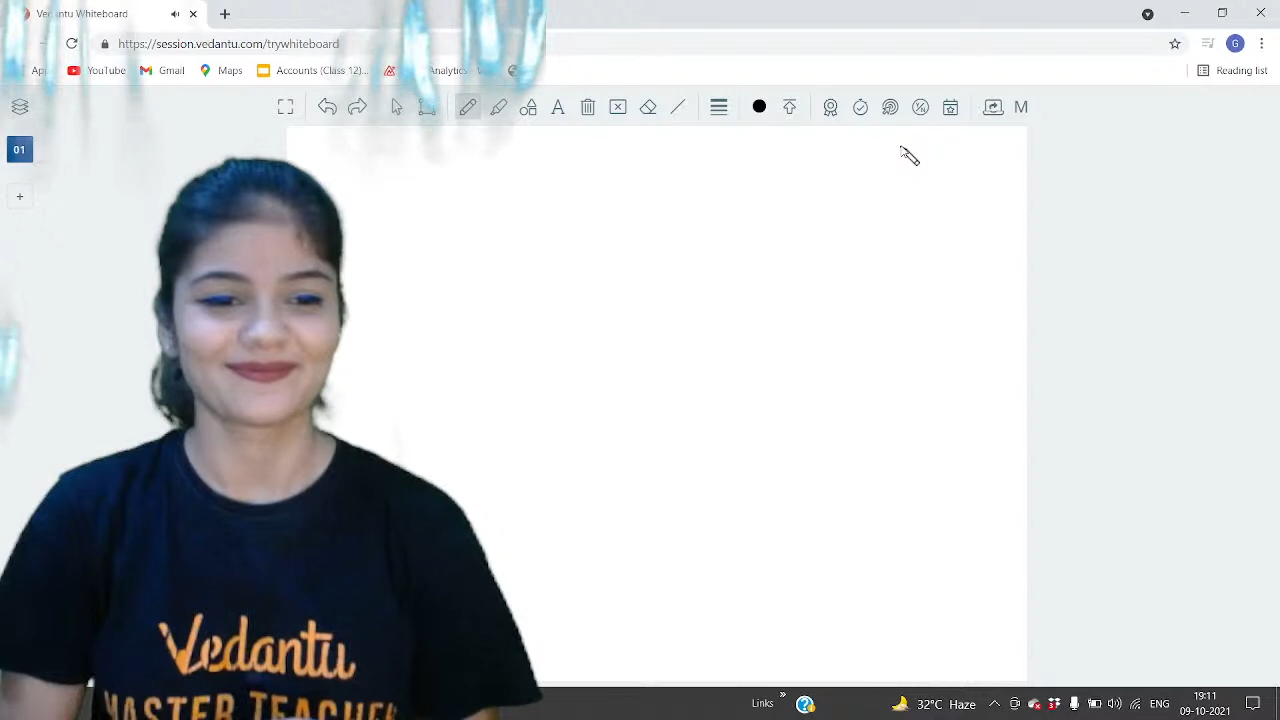 Vedantu Whiteboard
https://session.vedantu.com/trywhiteboard
G
YouTube
Gmail
Maps
Accounts (Class 12)...
Reading list
A
M
01
+
Vedantu
MASTER TEACHER
Links
32°C Haze
ENG
19:11
09-10-2021